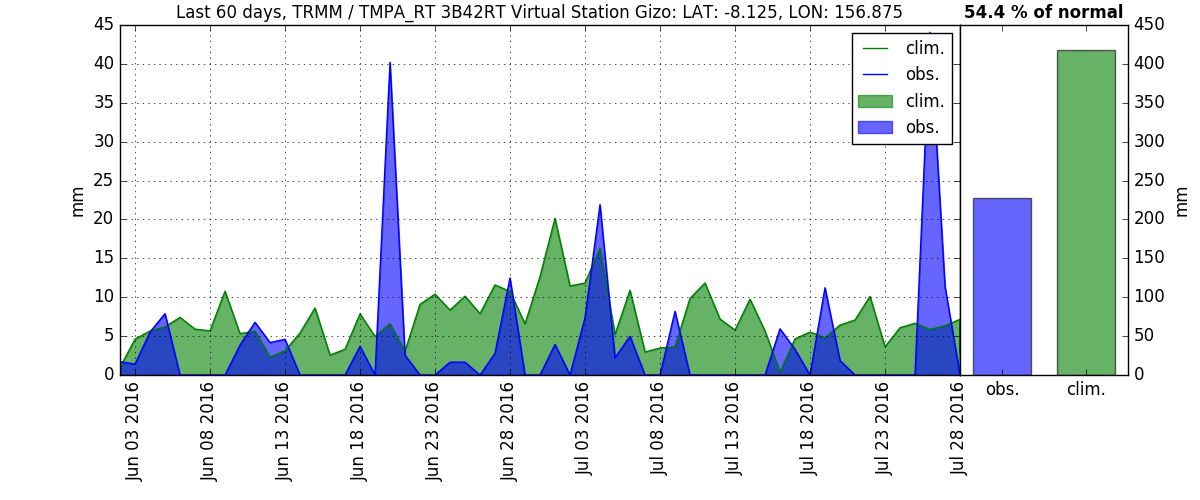 Last 60 days, TRMM / TMPA_RT 3B42RT Virtual Station Gizo: LAT: -8.125, LON: 156.875
54.4 % of normal
45
40
35
30
25
20
15
10
5
0
mm
clim.
obs.
clim.
obs.
Jun 03 2016
Jun 08 2016
Jun 13 2016
Jun 18 2016
Jun 23 2016
Jun 28 2016
Jul 03 2016
Jul 08 2016
Jul 13 2016
Jul 18 2016
Jul 23 2016
Jul 28 2016
450
400
350
300
250
200
150
100
50
0
mm
obs.
clim.